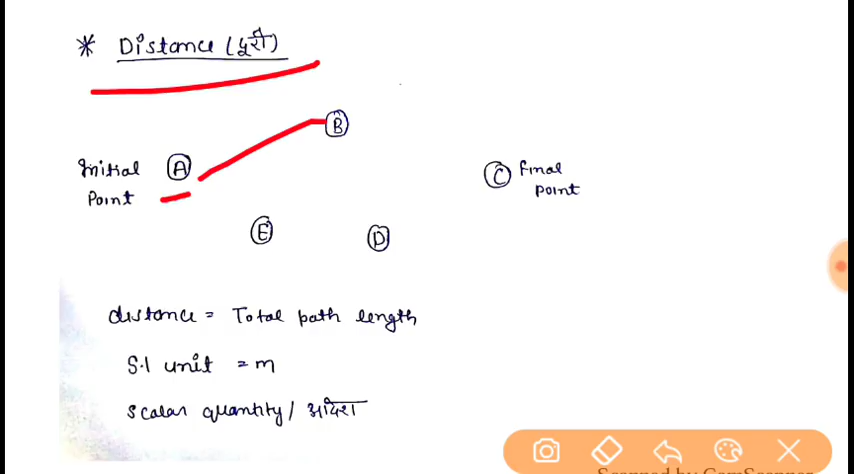 * Distance (दूरी)
B
Initial A
Point
C Final
point
E D
distance = Total path length
S.I unit = m
Scalar quantity / अदिश